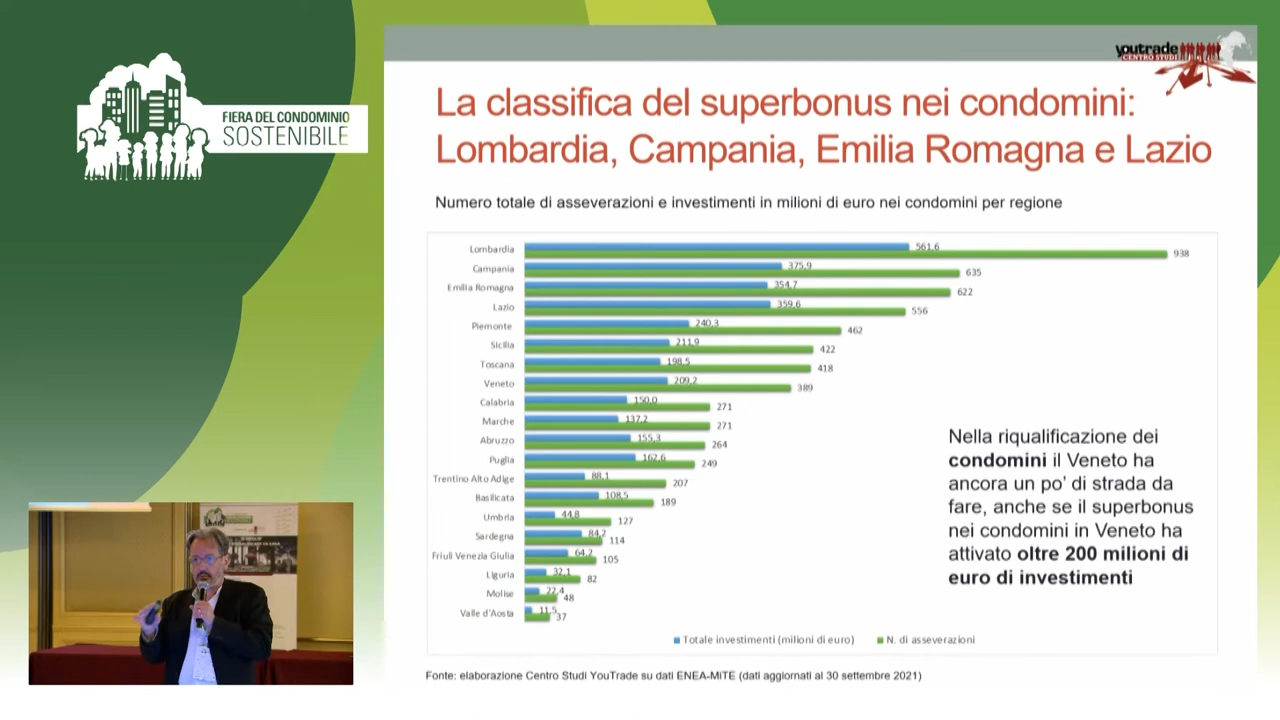 FIERA DEL CONDOMINIO
SOSTENIBILE
youtrade
CENTRO STUDI
La classifica del superbonus nei condomini:
Lombardia, Campania, Emilia Romagna e Lazio
Numero totale di asseverazioni e investimenti in milioni di euro nei condomini per regione
Lombardia 561,6 938
Campania 375,9 635
Emilia Romagna 354,7 622
Lazio 359,6 556
Piemonte 240,3 462
Sicilia 211,9 422
Toscana 198,5 418
Veneto 209,2 389
Calabria 150,0 271
Marche 137,2 271
Abruzzo 155,3 264
Puglia 162,6 249
Trentino Alto Adige 88,1 207
Basilicata 108,5 189
Umbria 44,8 127
Sardegna 84,2 114
Friuli Venezia Giulia 64,2 105
Liguria 32,1 82
Molise 22,4 48
Valle d'Aosta 11,5 37
Nella riqualificazione dei
condomini il Veneto ha
ancora un po' di strada da
fare, anche se il superbonus
nei condomini in Veneto ha
attivato oltre 200 milioni di
euro di investimenti
Totale investimenti (milioni di euro) N. di asseverazioni
Fonte: elaborazione Centro Studi YouTrade su dati ENEA-MiTE (dati aggiornati al 30 settembre 2021)